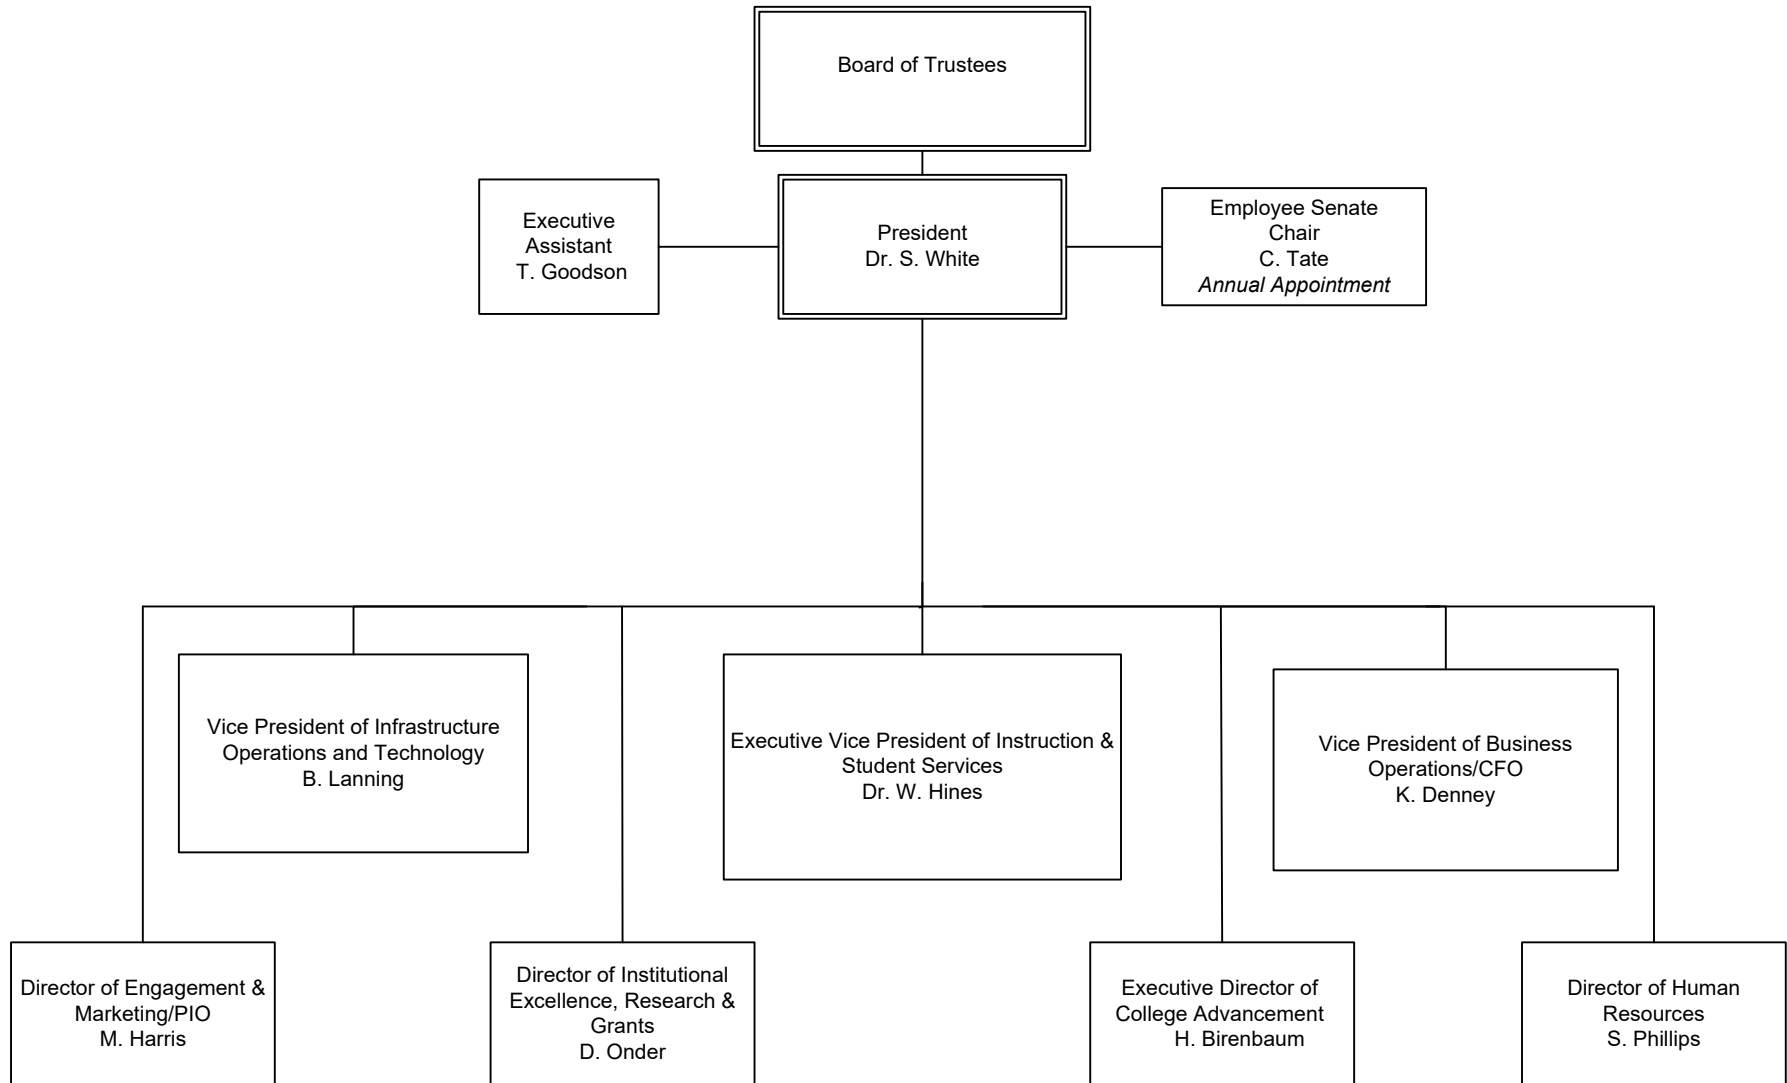 Board of Trustees
Executive
Assistant
T. Goodson
President
Dr. S. White
Employee Senate
Chair
C. Tate
Annual Appointment
Vice President of Infrastructure
Operations and Technology
B. Lanning
Executive Vice President of Instruction &
Student Services
Dr. W. Hines
Vice President of Business
Operations/CFO
K. Denney
Director of Engagement &
Marketing/PIO
M. Harris
Director of Institutional
Excellence, Research &
Grants
D. Onder
Executive Director of
College Advancement
H. Birenbaum
Director of Human
Resources
S. Phillips